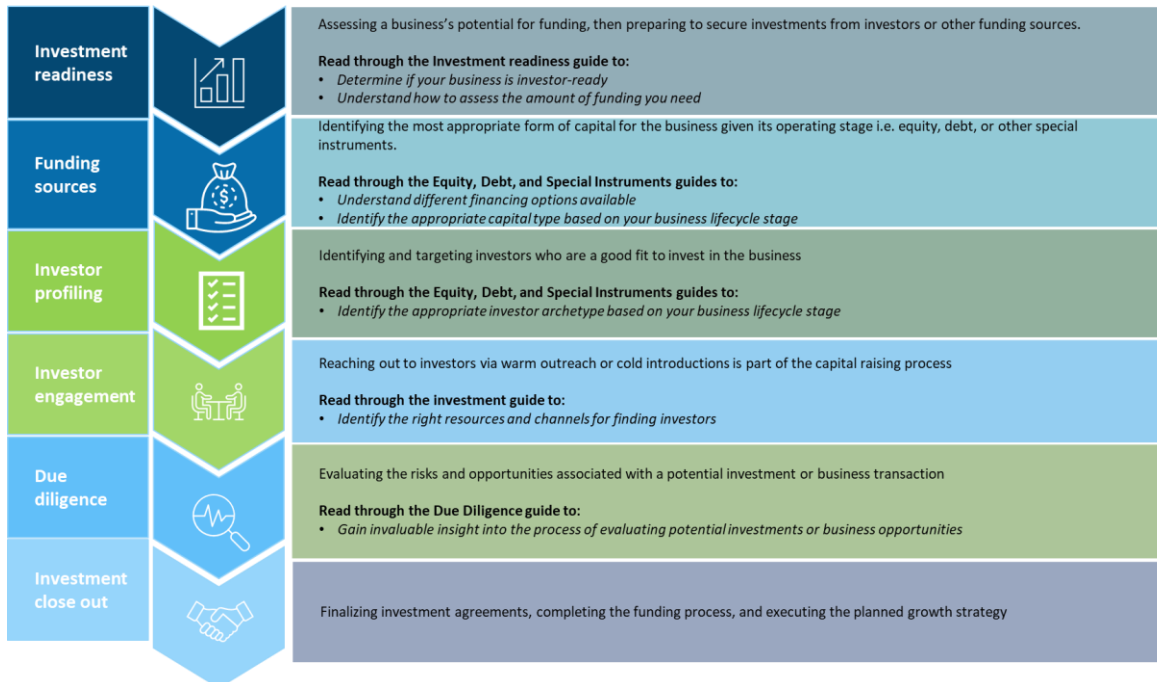 Investment
readiness
Assessing a business's potential for funding, then preparing to secure investments from investors or other funding sources.
Read through the Investment readiness guide to:
• Determine if your business is investor-ready
• Understand how to assess the amount of funding you need
Funding
sources
Identifying the most appropriate form of capital for the business given its operating stage i.e. equity, debt, or other special
instruments.
Read through the Equity, Debt, and Special Instruments guides to:
• Understand different financing options available
• Identify the appropriate capital type based on your business lifecycle stage
Investor
profiling
Identifying and targeting investors who are a good fit to invest in the business
Read through the Equity, Debt, and Special Instruments guides to:
• Identify the appropriate investor archetype based on your business lifecycle stage
Investor
engagement
Reaching out to investors via warm outreach or cold introductions is part of the capital raising process
Read through the investment guide to:
• Identify the right resources and channels for finding investors
Due
diligence
Evaluating the risks and opportunities associated with a potential investment or business transaction
Read through the Due Diligence guide to:
• Gain invaluable insight into the process of evaluating potential investments or business opportunities
Investment
close out
Finalizing investment agreements, completing the funding process, and executing the planned growth strategy